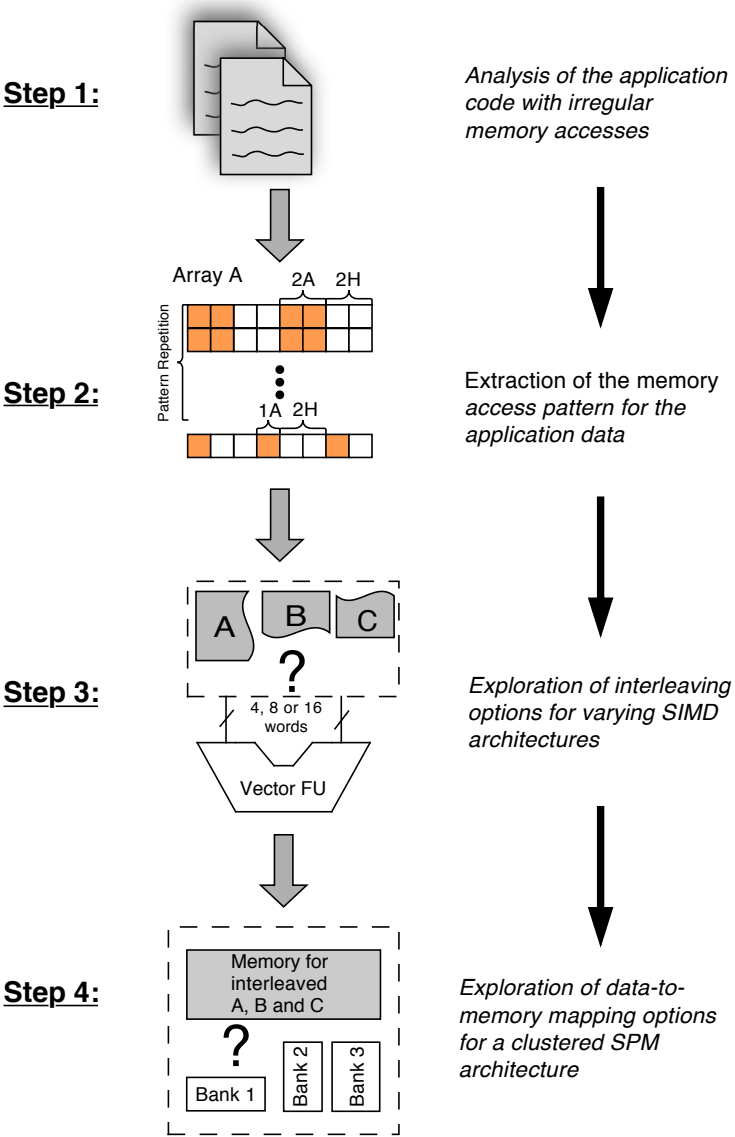 Step 1:
Analysis of the application
code with irregular
memory accesses
Array A
2A
2H
Pattern Repetition
1A
2H
Step 2:
Extraction of the memory
access pattern for the
application data
A
B
C
?
Step 3:
4, 8 or 16
words
Vector FU
Exploration of interleaving
options for varying SIMD
architectures
Step 4:
Memory for
interleaved
A, B and C
?
Bank 1
Bank 2
Bank 3
Exploration of data-to-
memory mapping options
for a clustered SPM
architecture